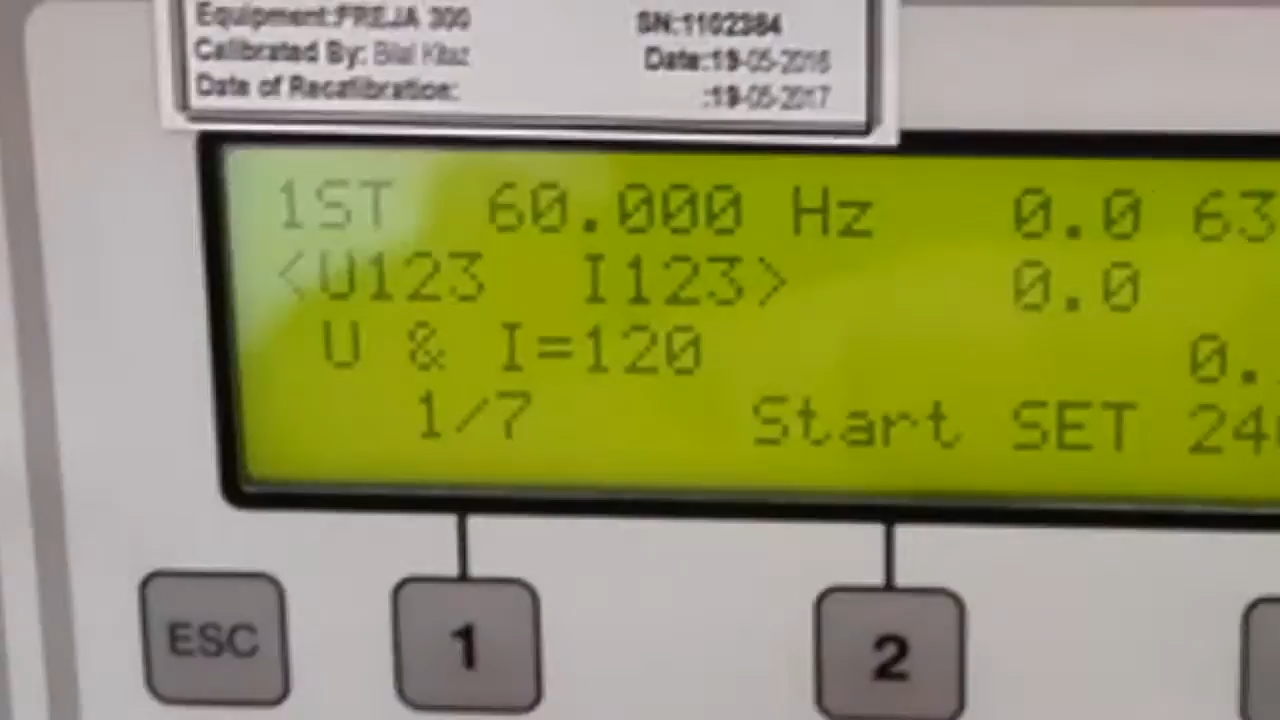 Equipment:FREJA 300 SN:1102384
Calibrated By: Bilal Date:19-05-2016
Date of Recalibration: :19-05-2017
1ST 60.000 Hz 0.0 63
<U123 I123> 0.0
U & I=120 0.
1/7 Start SET 24
ESC 1 2